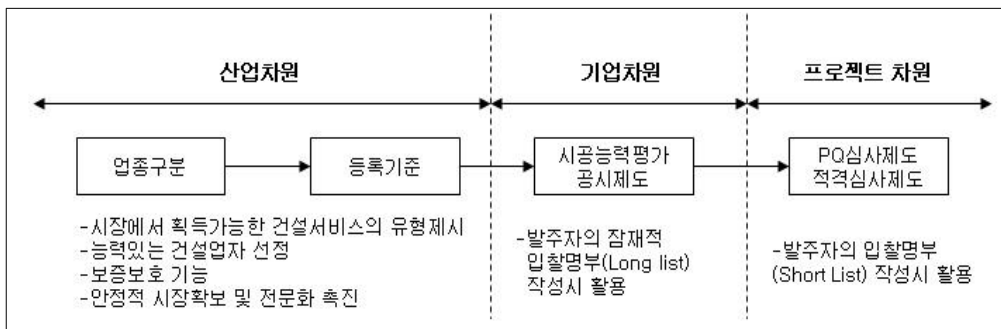 산업차원
기업차원
프로젝트 차원
업종구분
등록기준
시공능력평가
공시제도
PQ심사제도
적격심사제도
-시장에서 획득가능한 건설서비스의 유형제시
-능력있는 건설업자 선정
-보증보호 기능
-안정적 시장확보 및 전문화 촉진
-발주자의 잠재적
입찰명부(Long list)
작성시 활용
-발주자의 입찰명부
(Short List) 작성시 활용